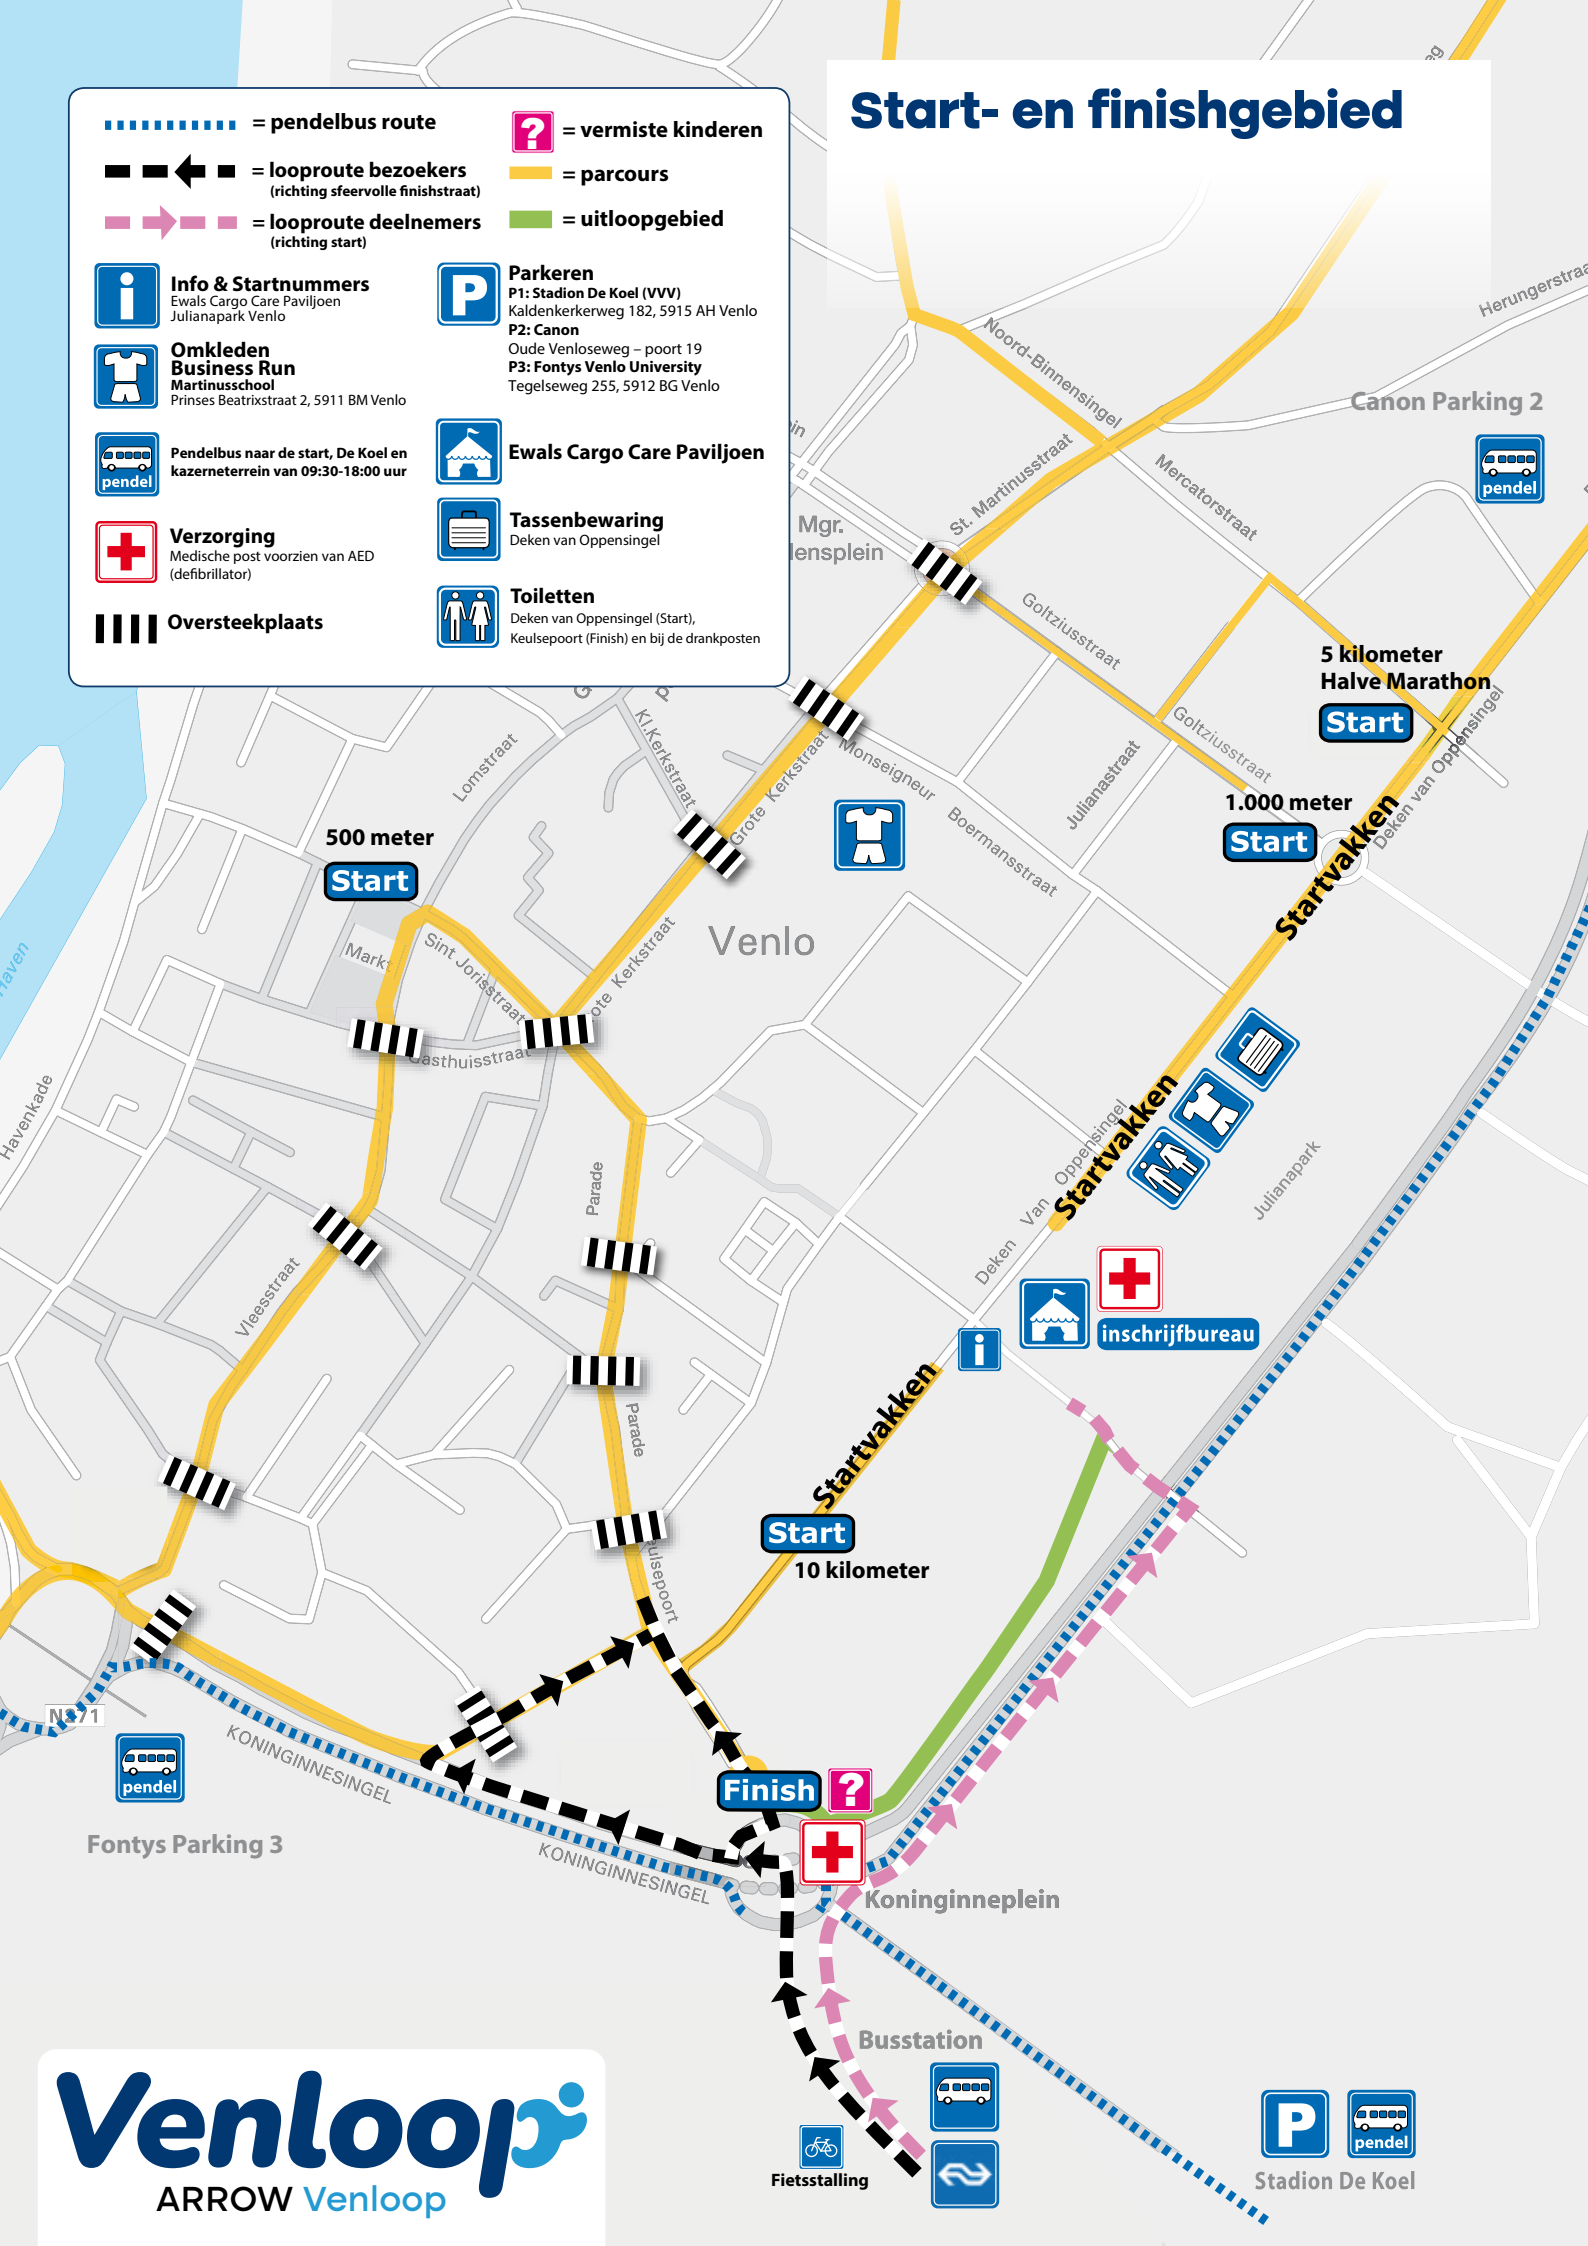 Start- en finishgebied
= pendelbus route
= looproute bezoekers
(richting sfeervolle finishstraat)
= looproute deelnemers
(richting start)
? = vermiste kinderen
= parcours
= uitloopgebied
i
Info & Startnummers
Ewals Cargo Care Paviljoen
Julianapark Venlo
Omkleden
Business Run
Martinusschool
Prinses Beatrixstraat 2, 5911 BM Venlo
pendel
Pendelbus naar de start, De Koel en
kazerneterrein van 09:30-18:00 uur
Verzorging
Medische post voorzien van AED
(defibrillator)
Oversteekplaats
P
Parkeren
P1: Stadion De Koel (VVV)
Kaldenkerkerweg 182, 5915 AH Venlo
P2: Canon
Oude Venloseweg – poort 19
P3: Fontys Venlo University
Tegelseweg 255, 5912 BG Venlo
Ewals Cargo Care Paviljoen
Tassenbewaring
Deken van Oppensingel
Toiletten
Deken van Oppensingel (Start),
Keulsepoort (Finish) en bij de drankposten
Herungerstraa
Noord-Binnensingel
Canon Parking 2
pendel
St. Martinusstraat
Mercatorstraat
Mgr.
lensplein
Goltziusstraat
5 kilometer
Halve Marathon
Start
Goltziusstraat
Deken van Oppensingel
Kl.Kerkstraat
Lomstraat
Grote Kerkstraat
Monseigneur
Boermansstraat
Julianastraat
1.000 meter
Start
Startvakken
500 meter
Start
Markt
Sint Jorisstraat
ote Kerkstraat
Venlo
Haven
Gasthuisstraat
Havenkade
Startvakken
Deken Van Oppensingel
Julianapark
Parade
Vleesstraat
inschrijfbureau
i
Parade
Startvakken
Start
10 kilometer
eulsepoort
N271
pendel
KONINGINNESINGEL
Fontys Parking 3
Finish
?
KONINGINNESINGEL
Koninginneplein
Busstation
Fietsstalling
P
pendel
Stadion De Koel
Venloop
ARROW Venloop